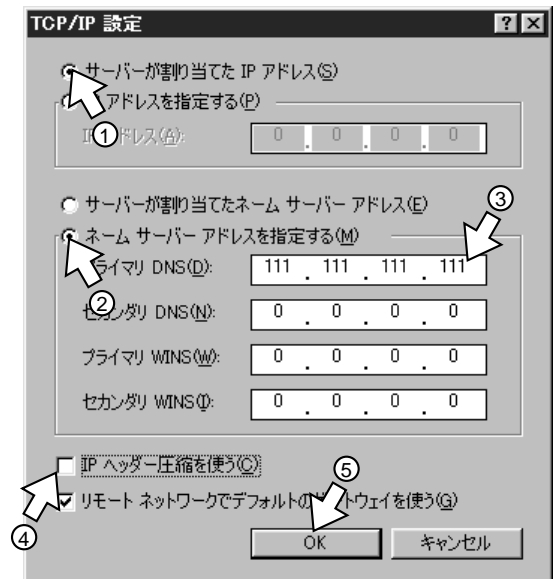 TCP/IP 設定
サーバーが割り当てた IP アドレス(S)
アドレスを指定する(P)
① IP ドレス(A): 0 . 0 . 0 . 0
サーバーが割り当てたネーム サーバー アドレス(E)
③
ネーム サーバー アドレスを指定する(M)
ライマリ DNS(D): 111 . 111 . 111 . 111
② セカンダリ DNS(N): 0 . 0 . 0 . 0
プライマリ WINS(W): 0 . 0 . 0 . 0
セカンダリ WINS(I): 0 . 0 . 0 . 0
IP ヘッダー圧縮を使う(C)
⑤
リモート ネットワークでデフォルトの トウェイを使う(G)
④ OK キャンセル